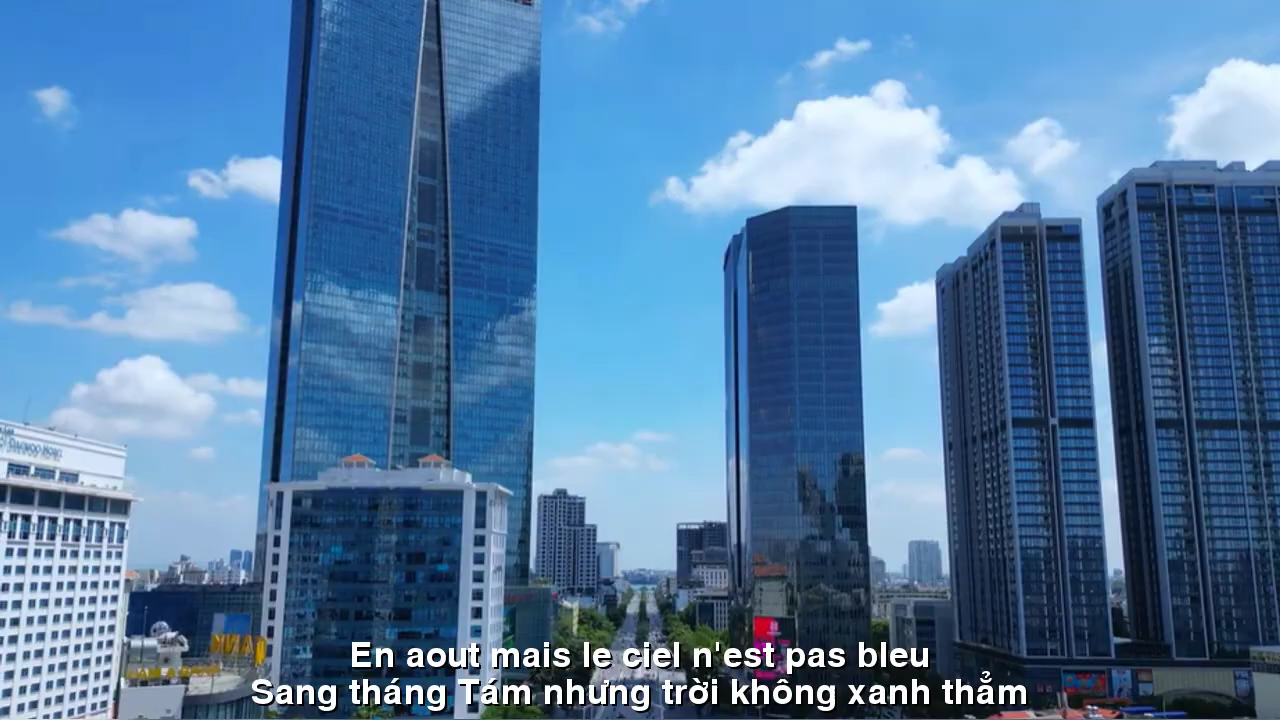 En aout mais le ciel n'est pas bleu
Sang tháng Tám nhưng trời không xanh thẳm